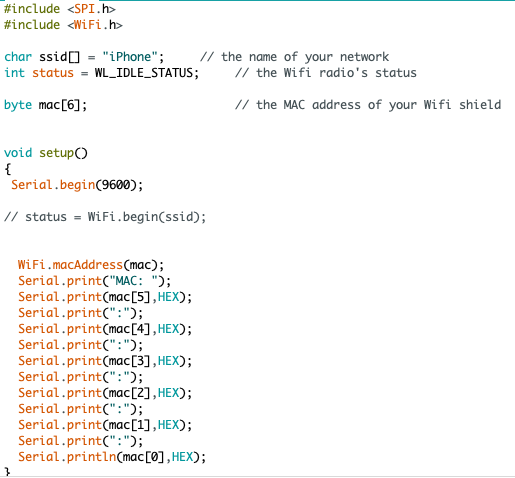 #include <SPI.h>
#include <WiFi.h>
char ssid[] = "iPhone";     // the name of your network
int status = WL_IDLE_STATUS;     // the Wifi radio's status
byte mac[6];                     // the MAC address of your Wifi shield
void setup()
{
 Serial.begin(9600);
// status = WiFi.begin(ssid);
  WiFi.macAddress(mac);
  Serial.print("MAC: ");
  Serial.print(mac[5],HEX);
  Serial.print(":");
  Serial.print(mac[4],HEX);
  Serial.print(":");
  Serial.print(mac[3],HEX);
  Serial.print(":");
  Serial.print(mac[2],HEX);
  Serial.print(":");
  Serial.print(mac[1],HEX);
  Serial.print(":");
  Serial.println(mac[0],HEX);
}